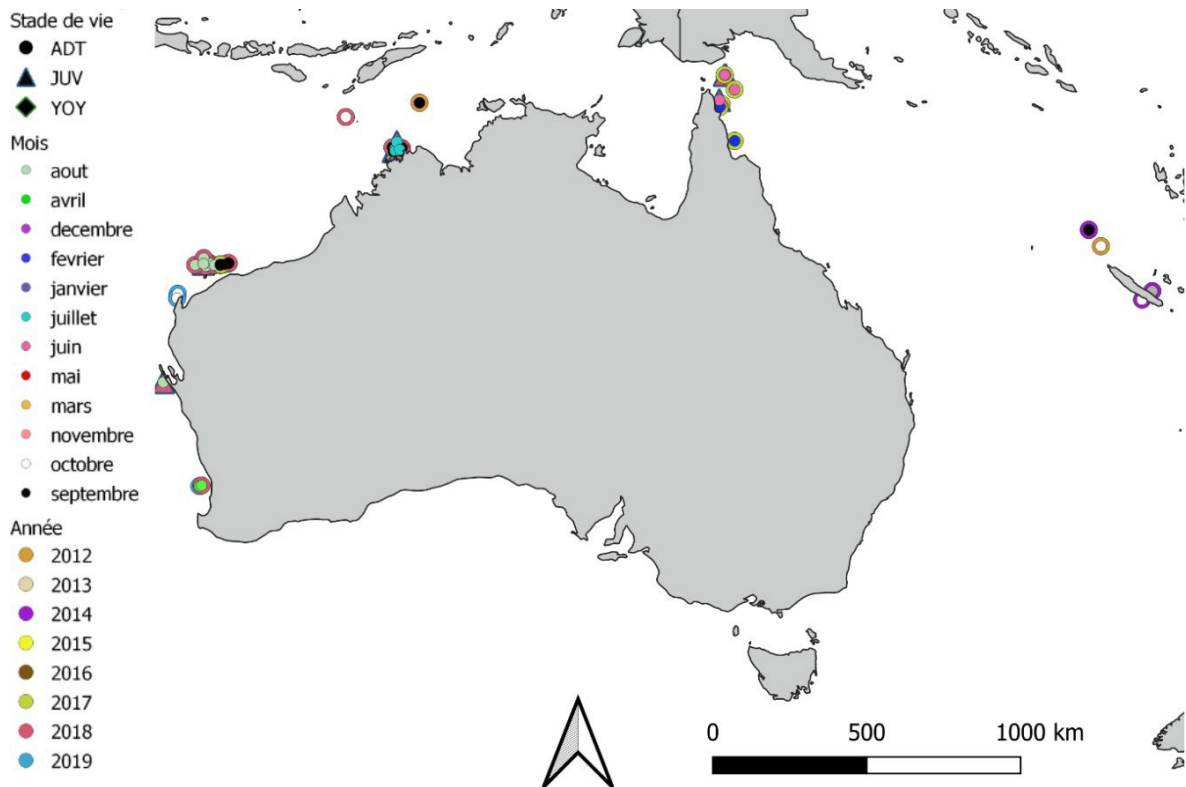 Stade de vie
ADT
JUV
YOY
Mois
aout
avril
decembre
fevrier
janvier
juillet
juin
mai
mars
novembre
octobre
septembre
Année
2012
2013
2014
2015
2016
2017
2018
2019
0 500 1000 km